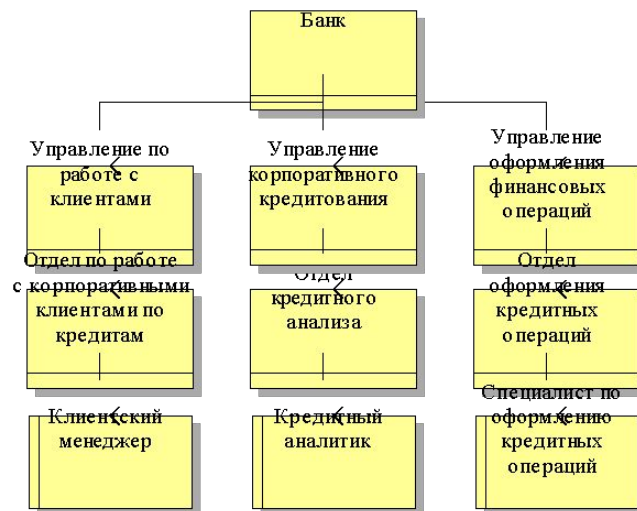 Банк
Управление по
работе с
клиентами
Управление
корпоративного
кредитования
Управление
оформления
финансовых
операций
Отдел по работе
с корпоративными
клиентами по
кредитам
Отдел
кредитного
анализа
Отдел
оформления
кредитных
операций
Клиентский
менеджер
Кредитный
аналитик
Специалист по
оформлению
кредитных
операций